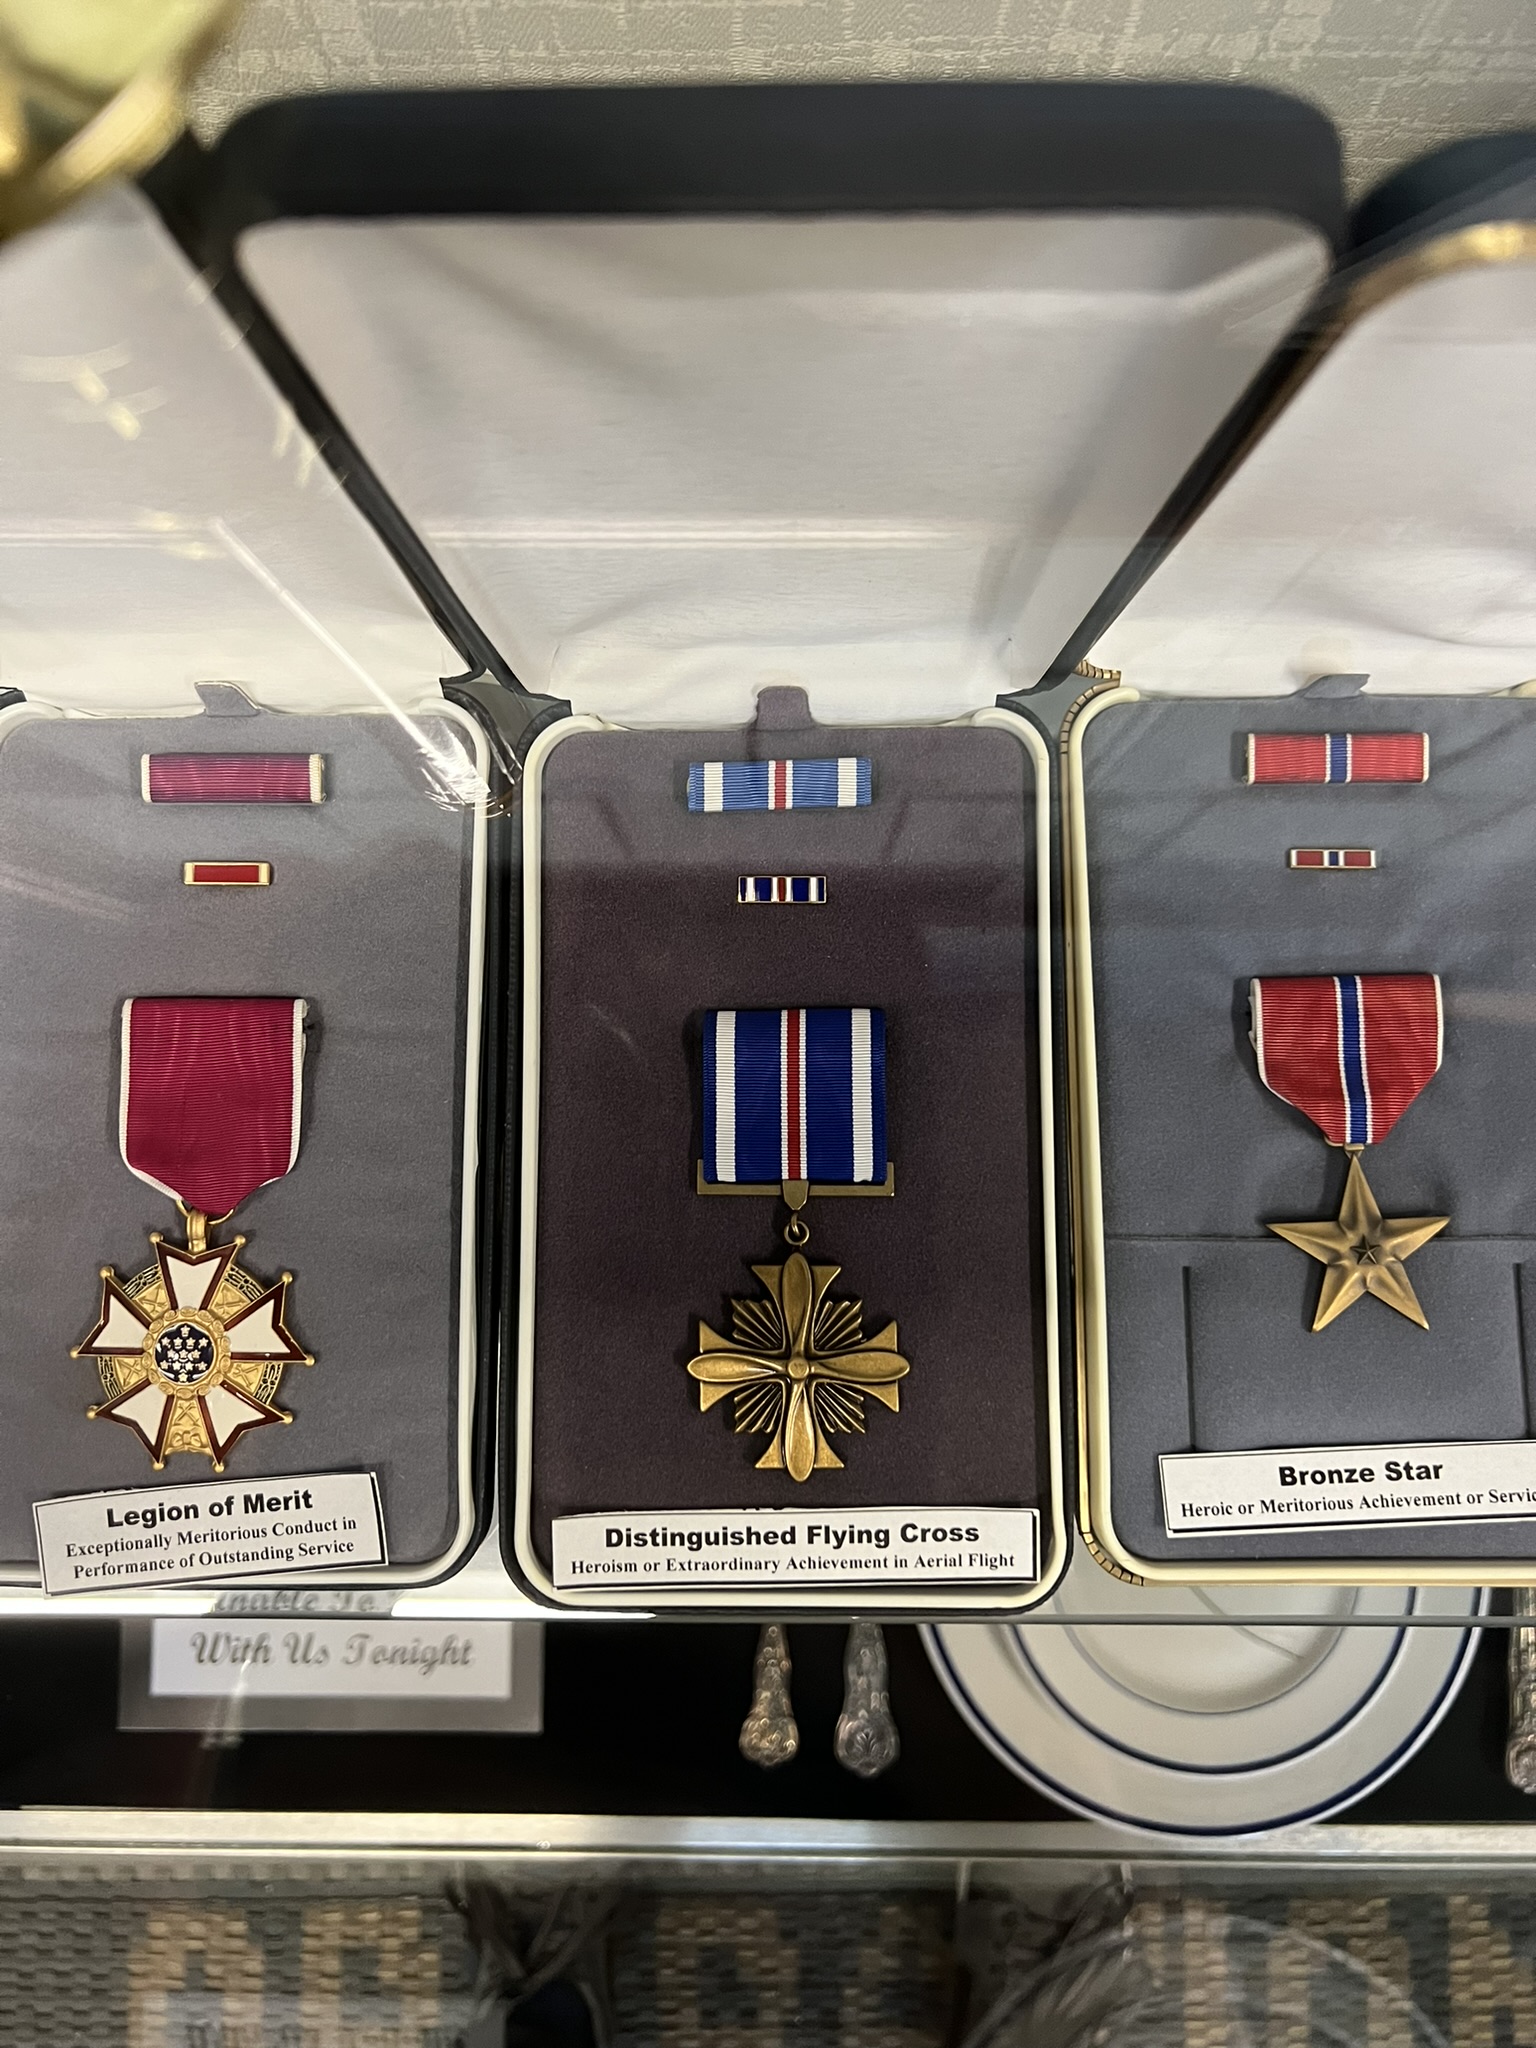 Legion of Merit
Exceptionally Meritorious Conduct in
Performance of Outstanding Service
Distinguished Flying Cross
Heroism or Extraordinary Achievement in Aerial Flight
Bronze Star
Heroic or Meritorious Achievement or
With Us Tonight